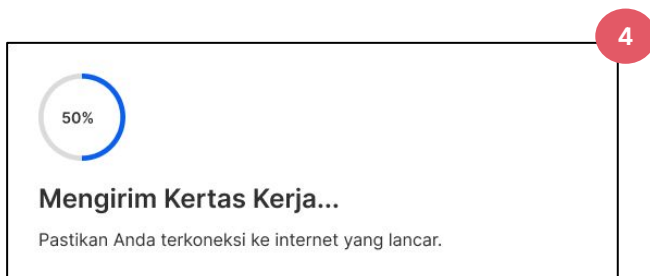 4
50%
Mengirim Kertas Kerja...
Pastikan Anda terkoneksi ke internet yang lancar.